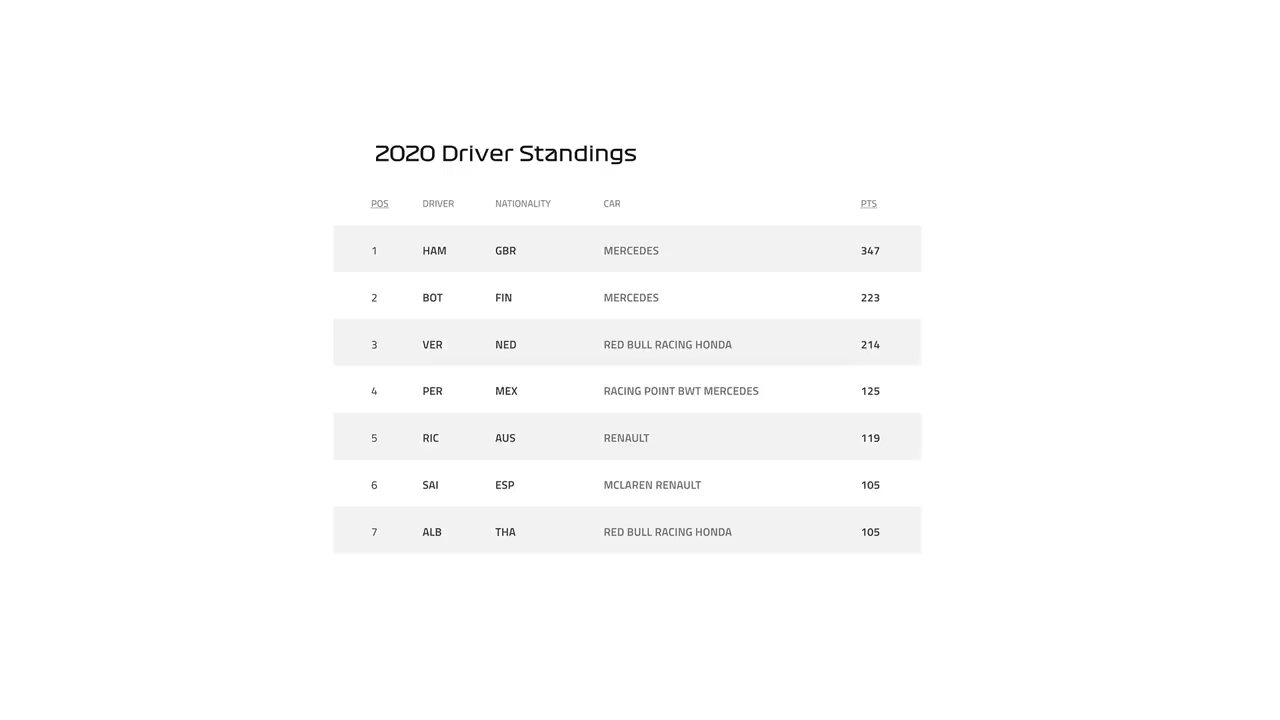 2020 Driver Standings
POS DRIVER NATIONALITY CAR PTS
1 HAM GBR MERCEDES 347
2 BOT FIN MERCEDES 223
3 VER NED RED BULL RACING HONDA 214
4 PER MEX RACING POINT BWT MERCEDES 125
5 RIC AUS RENAULT 119
6 SAI ESP MCLAREN RENAULT 105
7 ALB THA RED BULL RACING HONDA 105